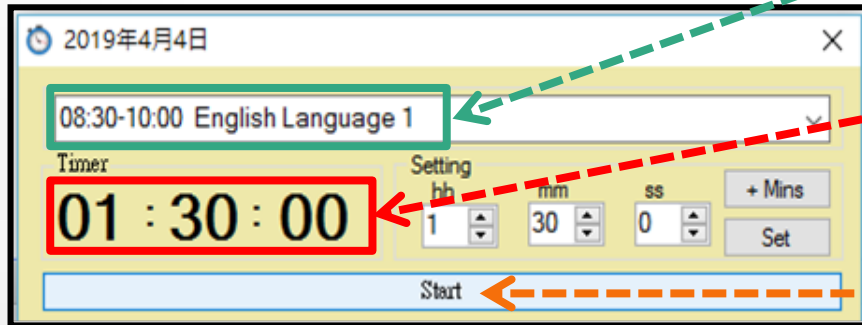 2019年4月4日
08:30-10:00 English Language 1
Timer
01 : 30 : 00
Setting
hh mm ss
1 30 0
+ Mins
Set
Start